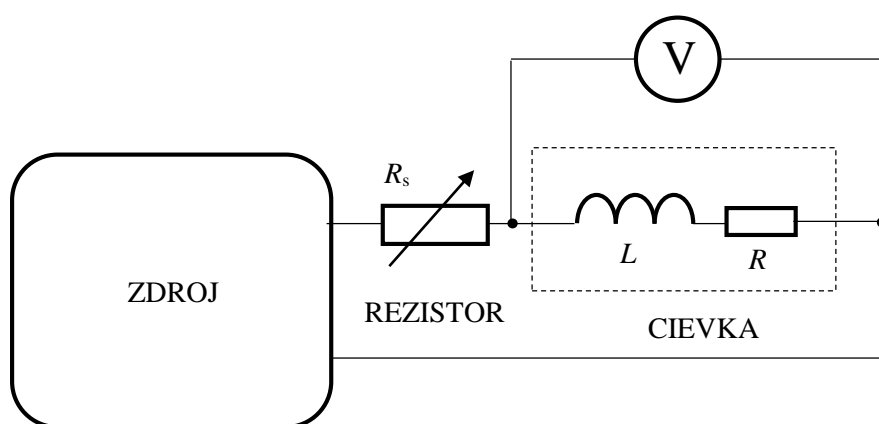 V
Rs
L
R
ZDROJ
REZISTOR
CIEVKA